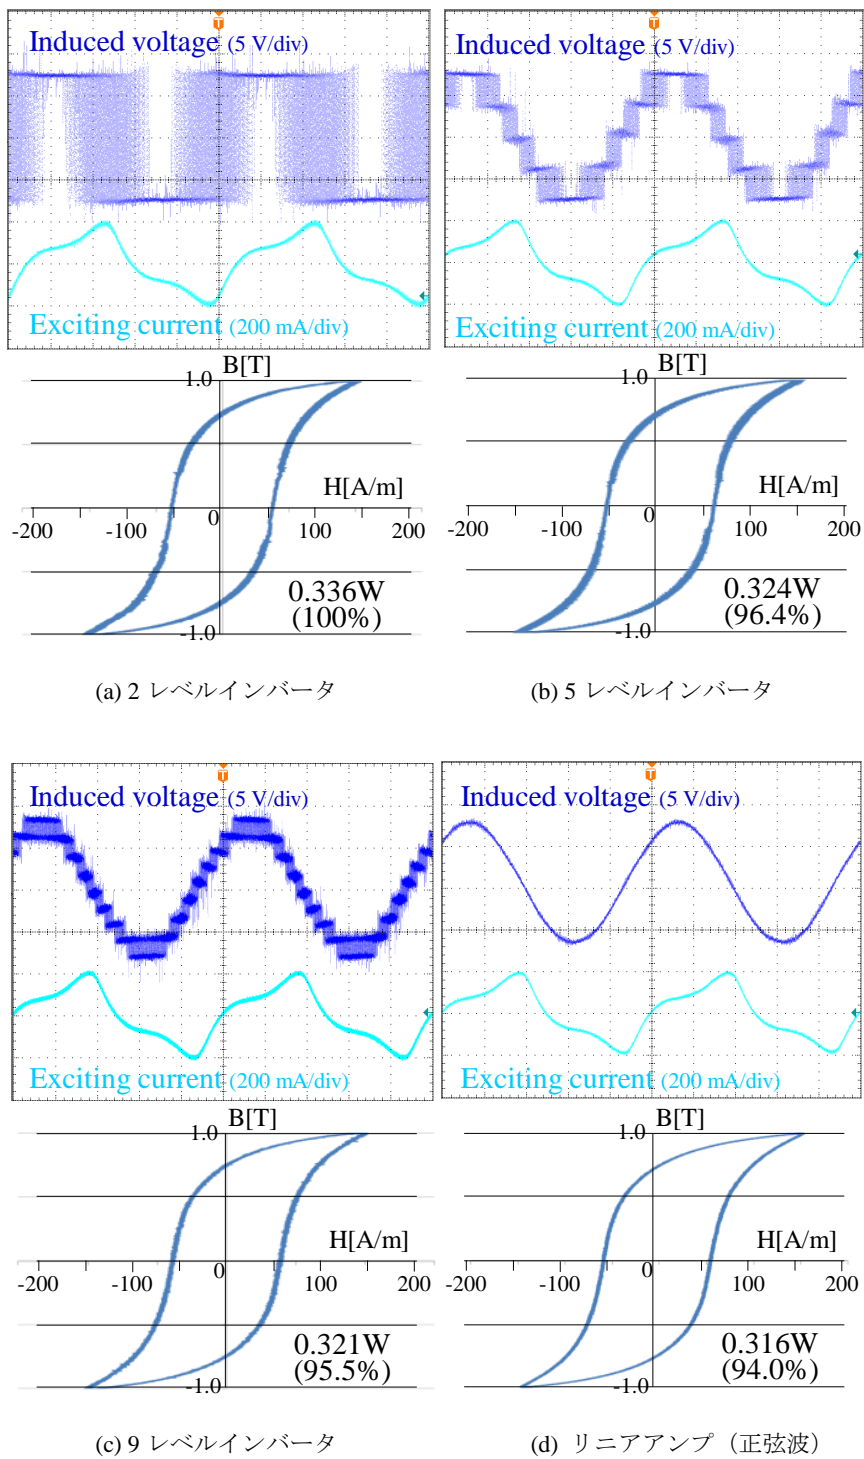 T
Induced voltage (5 V/div)
Exciting current (200 mA/div)
B[T]
1.0
H[A/m]
-200 -100 0 100 200
0.336W
(100%)
-1.0
(a) 2 レベルインバータ
T
Induced voltage (5 V/div)
Exciting current (200 mA/div)
B[T]
1.0
H[A/m]
-200 -100 0 100 200
0.324W
(96.4%)
-1.0
(b) 5 レベルインバータ
T
Induced voltage (5 V/div)
Exciting current (200 mA/div)
B[T]
1.0
H[A/m]
-200 -100 0 100 200
0.321W
(95.5%)
-1.0
(c) 9 レベルインバータ
T
Induced voltage (5 V/div)
Exciting current (200 mA/div)
B[T]
1.0
H[A/m]
-200 -100 0 100 200
0.316W
(94.0%)
-1.0
(d) リニアアンプ（正弦波）